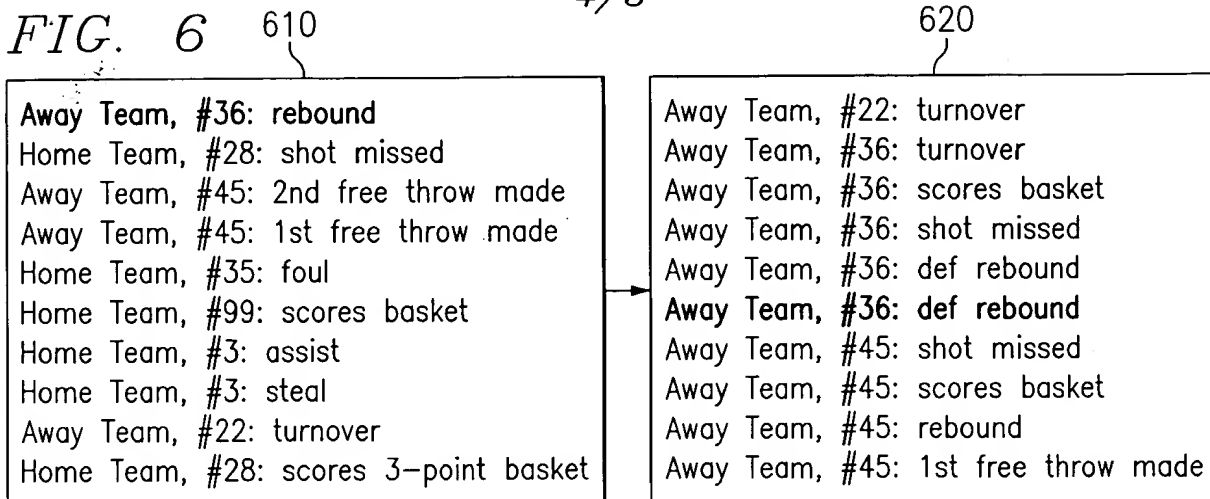 FIG. 6
610
620
Away Team, #36: rebound
Home Team, #28: shot missed
Away Team, #45: 2nd free throw made
Away Team, #45: 1st free throw made
Home Team, #35: foul
Home Team, #99: scores basket
Home Team, #3: assist
Home Team, #3: steal
Away Team, #22: turnover
Home Team, #28: scores 3-point basket
Away Team, #22: turnover
Away Team, #36: turnover
Away Team, #36: scores basket
Away Team, #36: shot missed
Away Team, #36: def rebound
Away Team, #36: def rebound
Away Team, #45: shot missed
Away Team, #45: scores basket
Away Team, #45: rebound
Away Team, #45: 1st free throw made